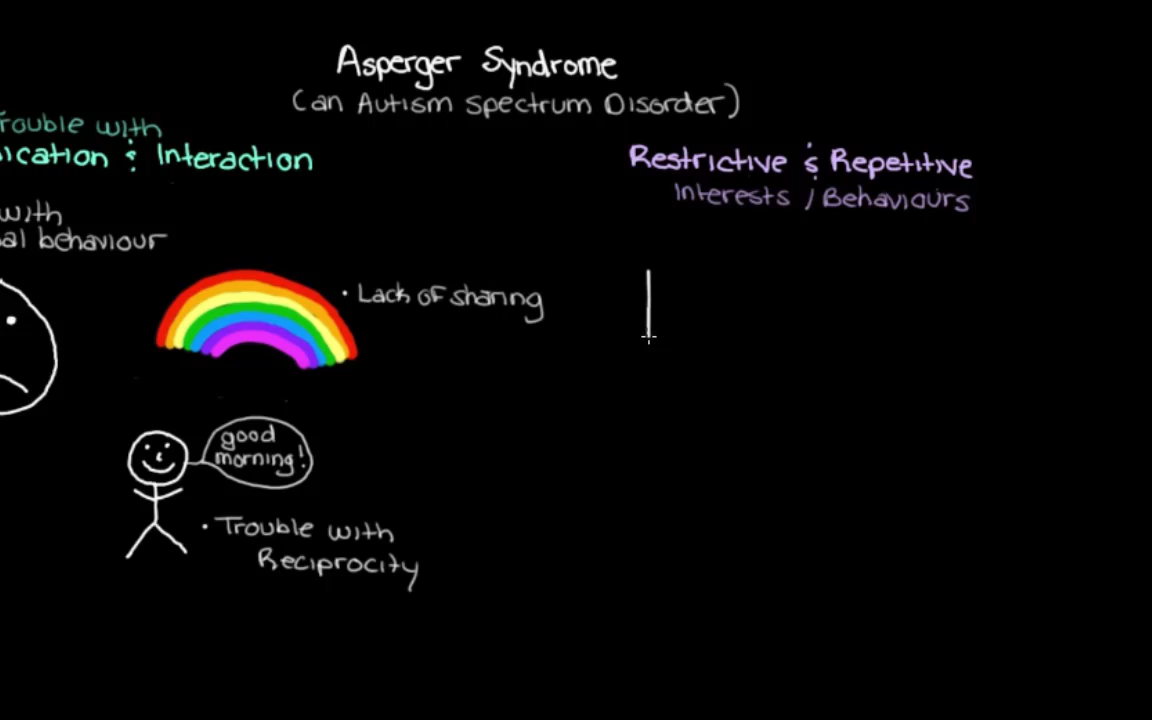 Asperger Syndrome
(an Autism Spectrum Disorder)
rouble with
ication & Interaction
with
al behaviour
• Lack of sharing
good
morning!
• Trouble with
Reciprocity
Restrictive & Repetitive
Interests / Behaviours